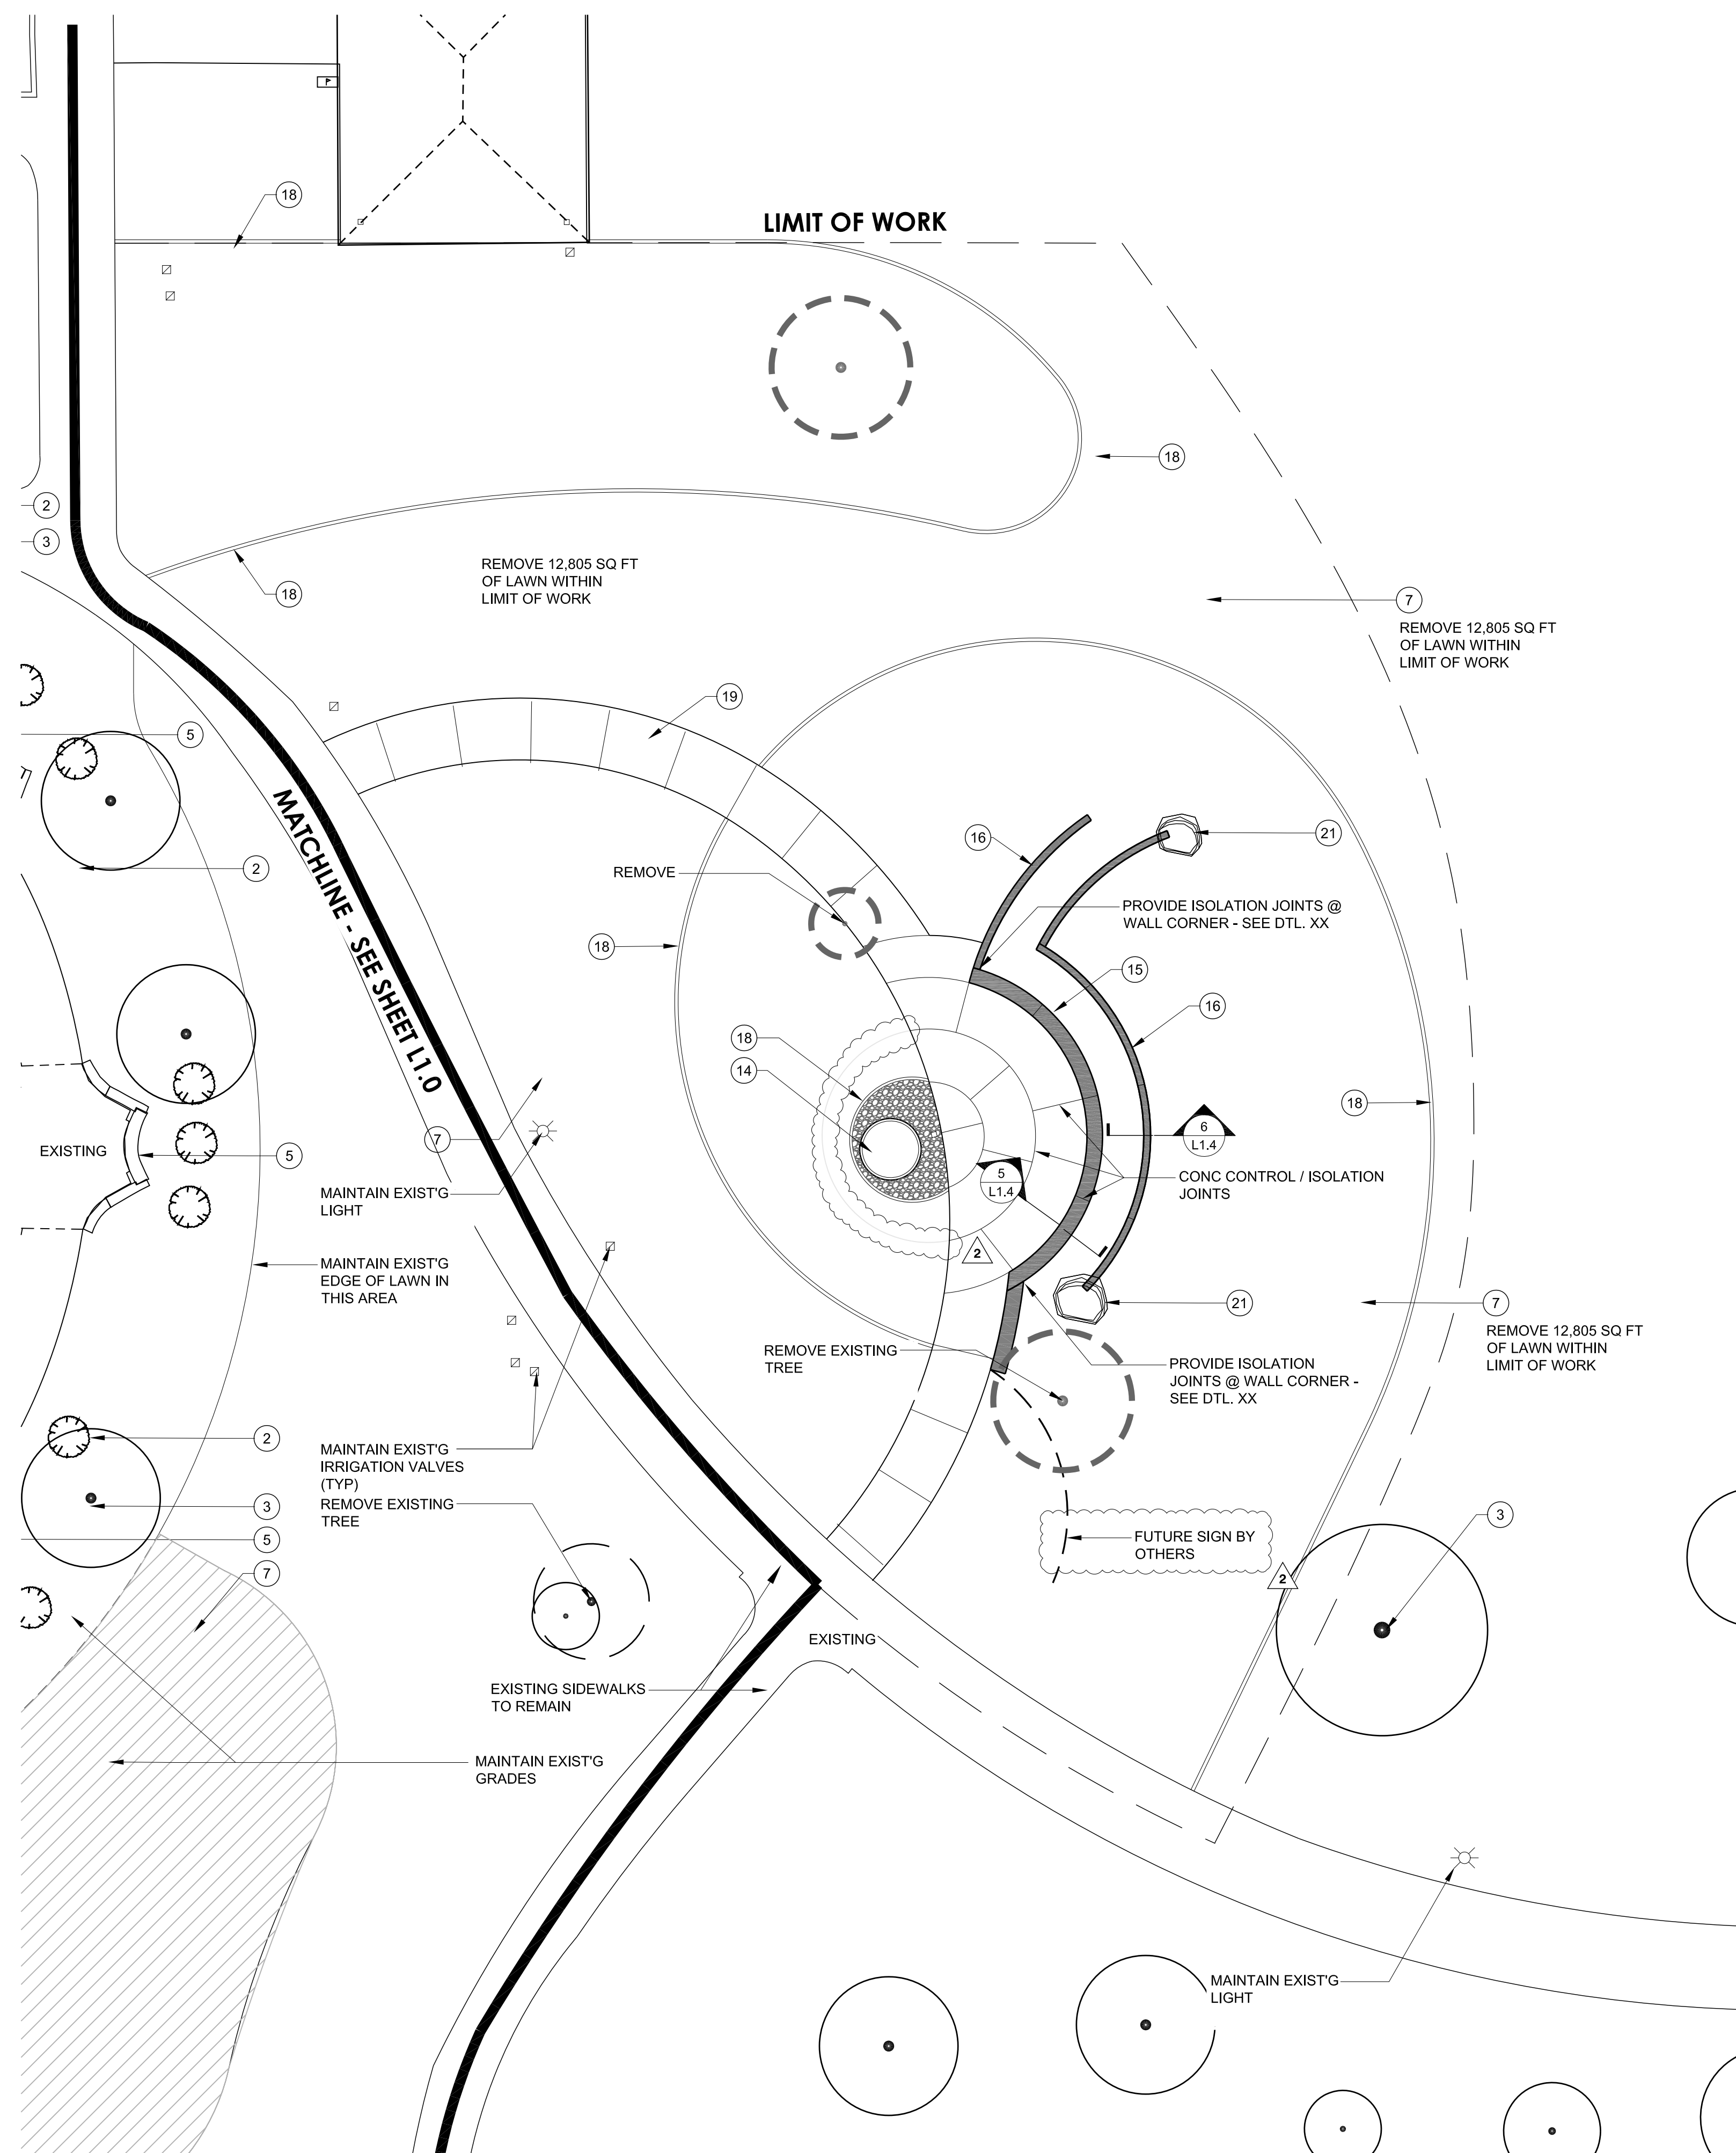 18
LIMIT OF WORK
18
2
3
REMOVE 12,805 SQ FT
OF LAWN WITHIN
LIMIT OF WORK
18
7
REMOVE 12,805 SQ FT
OF LAWN WITHIN
LIMIT OF WORK
19
5
MATCHLINE - SEE SHEET L1.0
2
REMOVE
16
21
PROVIDE ISOLATION JOINTS @
WALL CORNER - SEE DTL. XX
18
15
16
18
14
18
7
6
L1.4
EXISTING
5
5
L1.4
CONC CONTROL / ISOLATION
JOINTS
MAINTAIN EXIST'G
LIGHT
2
MAINTAIN EXIST'G
EDGE OF LAWN IN
THIS AREA
21
7
REMOVE 12,805 SQ FT
OF LAWN WITHIN
LIMIT OF WORK
REMOVE EXISTING
TREE
PROVIDE ISOLATION
JOINTS @ WALL CORNER -
SEE DTL. XX
2
MAINTAIN EXIST'G
IRRIGATION VALVES
(TYP)
REMOVE EXISTING
TREE
3
5
7
3
FUTURE SIGN BY
OTHERS
2
EXISTING
EXISTING SIDEWALKS
TO REMAIN
MAINTAIN EXIST'G
GRADES
MAINTAIN EXIST'G
LIGHT